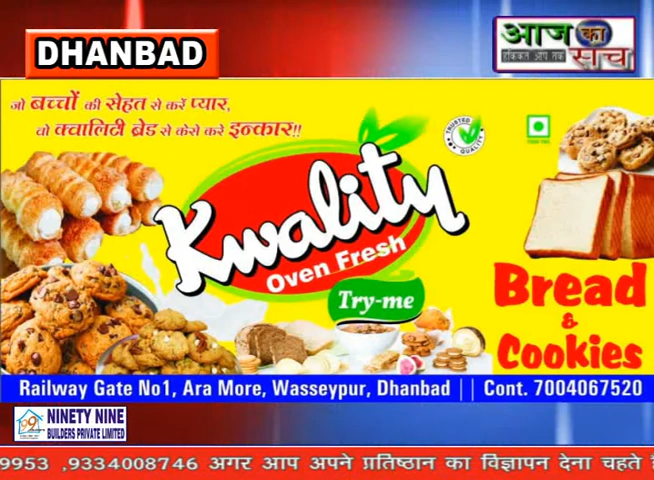 DHANBAD
आज का
हकिकत आप तक
सच
जो बच्चों की सेहत से करें प्यार,
वो क्वालिटी ब्रेड से केसे करे इन्कार!!
TRUSTED
QUALITY
Kwality
Oven Fresh
Try-me
Bread
&
Cookies
Railway Gate No1, Ara More, Wasseypur, Dhanbad || Cont. 7004067520
99
NINETY NINE
BUILDERS PRIVATE LIMITED
9953 ,9334008746 अगर आप अपने प्रतिष्ठान का विज्ञापन देना चहते है